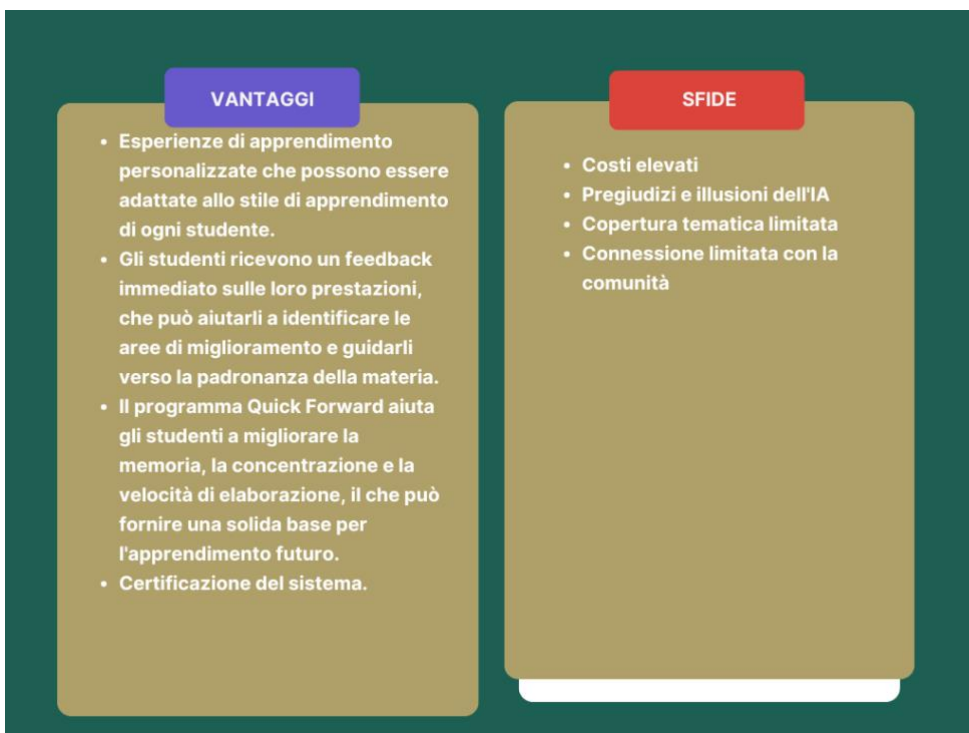 VANTAGGI
• Esperienze di apprendimento
personalizzate che possono essere
adattate allo stile di apprendimento
di ogni studente.
• Gli studenti ricevono un feedback
immediato sulle loro prestazioni,
che può aiutarli a identificare le
aree di miglioramento e guidarli
verso la padronanza della materia.
• Il programma Quick Forward aiuta
gli studenti a migliorare la
memoria, la concentrazione e la
velocità di elaborazione, il che può
fornire una solida base per
l'apprendimento futuro.
• Certificazione del sistema.
SFIDE
• Costi elevati
• Pregiudizi e illusioni dell'IA
• Copertura tematica limitata
• Connessione limitata con la
comunità